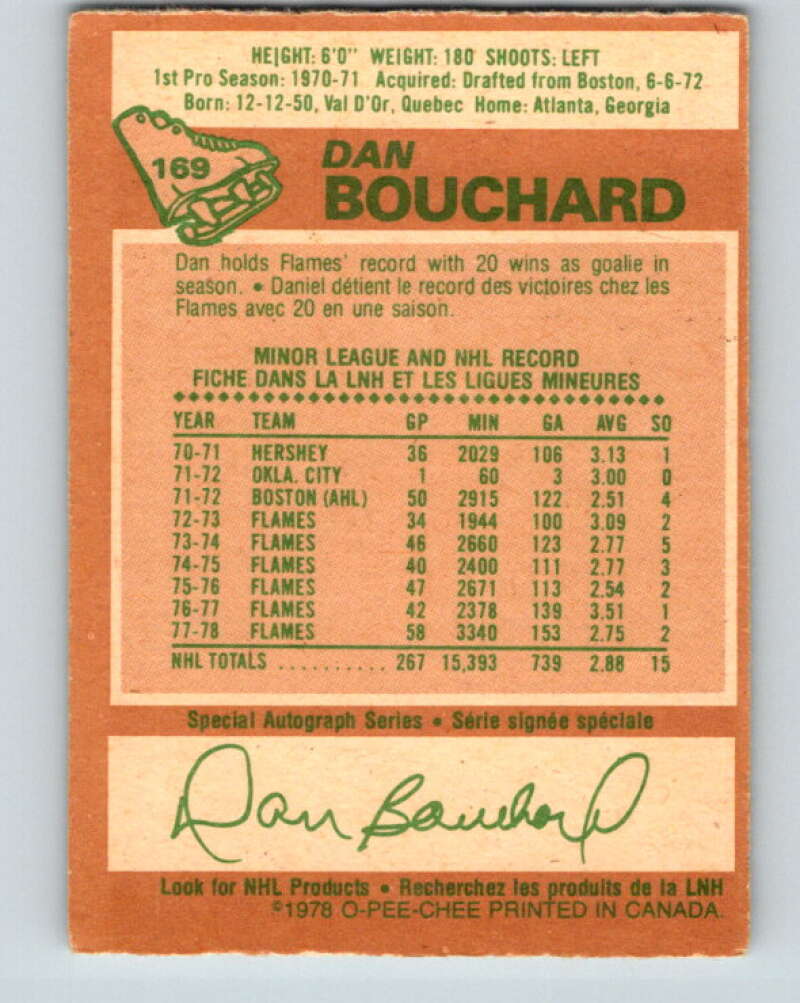 HEIGHT: 6'0" WEIGHT: 180 SHOOTS: LEFT
1st Pro Season: 1970-71 Acquired: Drafted from Boston, 6-6-72
Born: 12-12-50, Val D'Or, Quebec Home: Atlanta, Georgia
169
DAN
BOUCHARD
Dan holds Flames' record with 20 wins as goalie in
season. • Daniel détient le record des victoires chez les
Flames avec 20 en une saison.
MINOR LEAGUE AND NHL RECORD
FICHE DANS LA LNH ET LES LIGUES MINEURES
YEAR TEAM GP MIN GA AVG SO
70-71 HERSHEY 36 2029 106 3.13 1
71-72 OKLA. CITY 1 60 3 3.00 0
71-72 BOSTON (AHL) 50 2915 122 2.51 4
72-73 FLAMES 34 1944 100 3.09 2
73-74 FLAMES 46 2660 123 2.77 5
74-75 FLAMES 40 2400 111 2.77 3
75-76 FLAMES 47 2671 113 2.54 2
76-77 FLAMES 42 2378 139 3.51 1
77-78 FLAMES 58 3340 153 2.75 2
NHL TOTALS .......... 267 15,393 739 2.88 15
Special Autograph Series • Série signée spéciale
Dan Bouchard
Look for NHL Products • Recherchez les produits de la LNH
©1978 O-PEE-CHEE PRINTED IN CANADA.